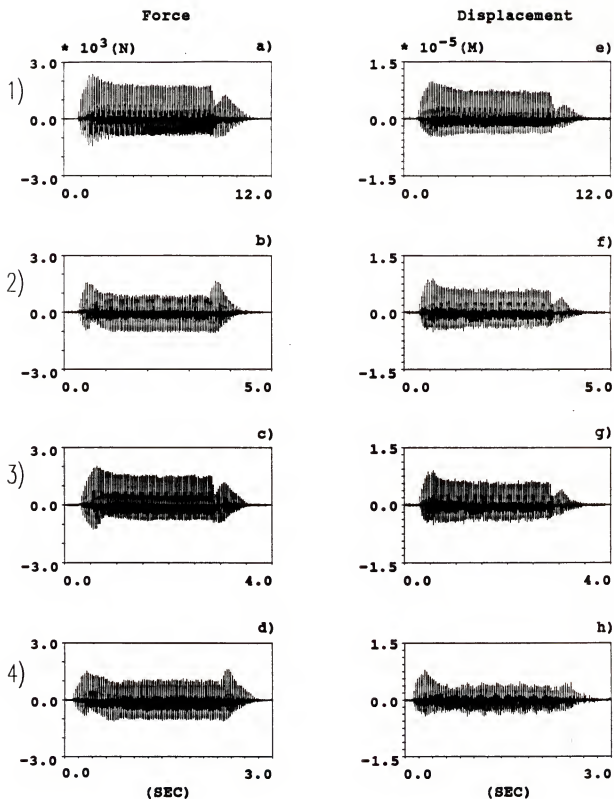 Force Displacement
* 10³(N) a) * 10⁻⁵(M) e)
1) 3.0 1.5
0.0 0.0
-3.0 -1.5
0.0 12.0 0.0 12.0
b) f)
2) 3.0 1.5
0.0 0.0
-3.0 -1.5
0.0 5.0 0.0 5.0
c) g)
3) 3.0 1.5
0.0 0.0
-3.0 -1.5
0.0 4.0 0.0 4.0
d) h)
4) 3.0 1.5
0.0 0.0
-3.0 -1.5
0.0 3.0 0.0 3.0
(SEC) (SEC)